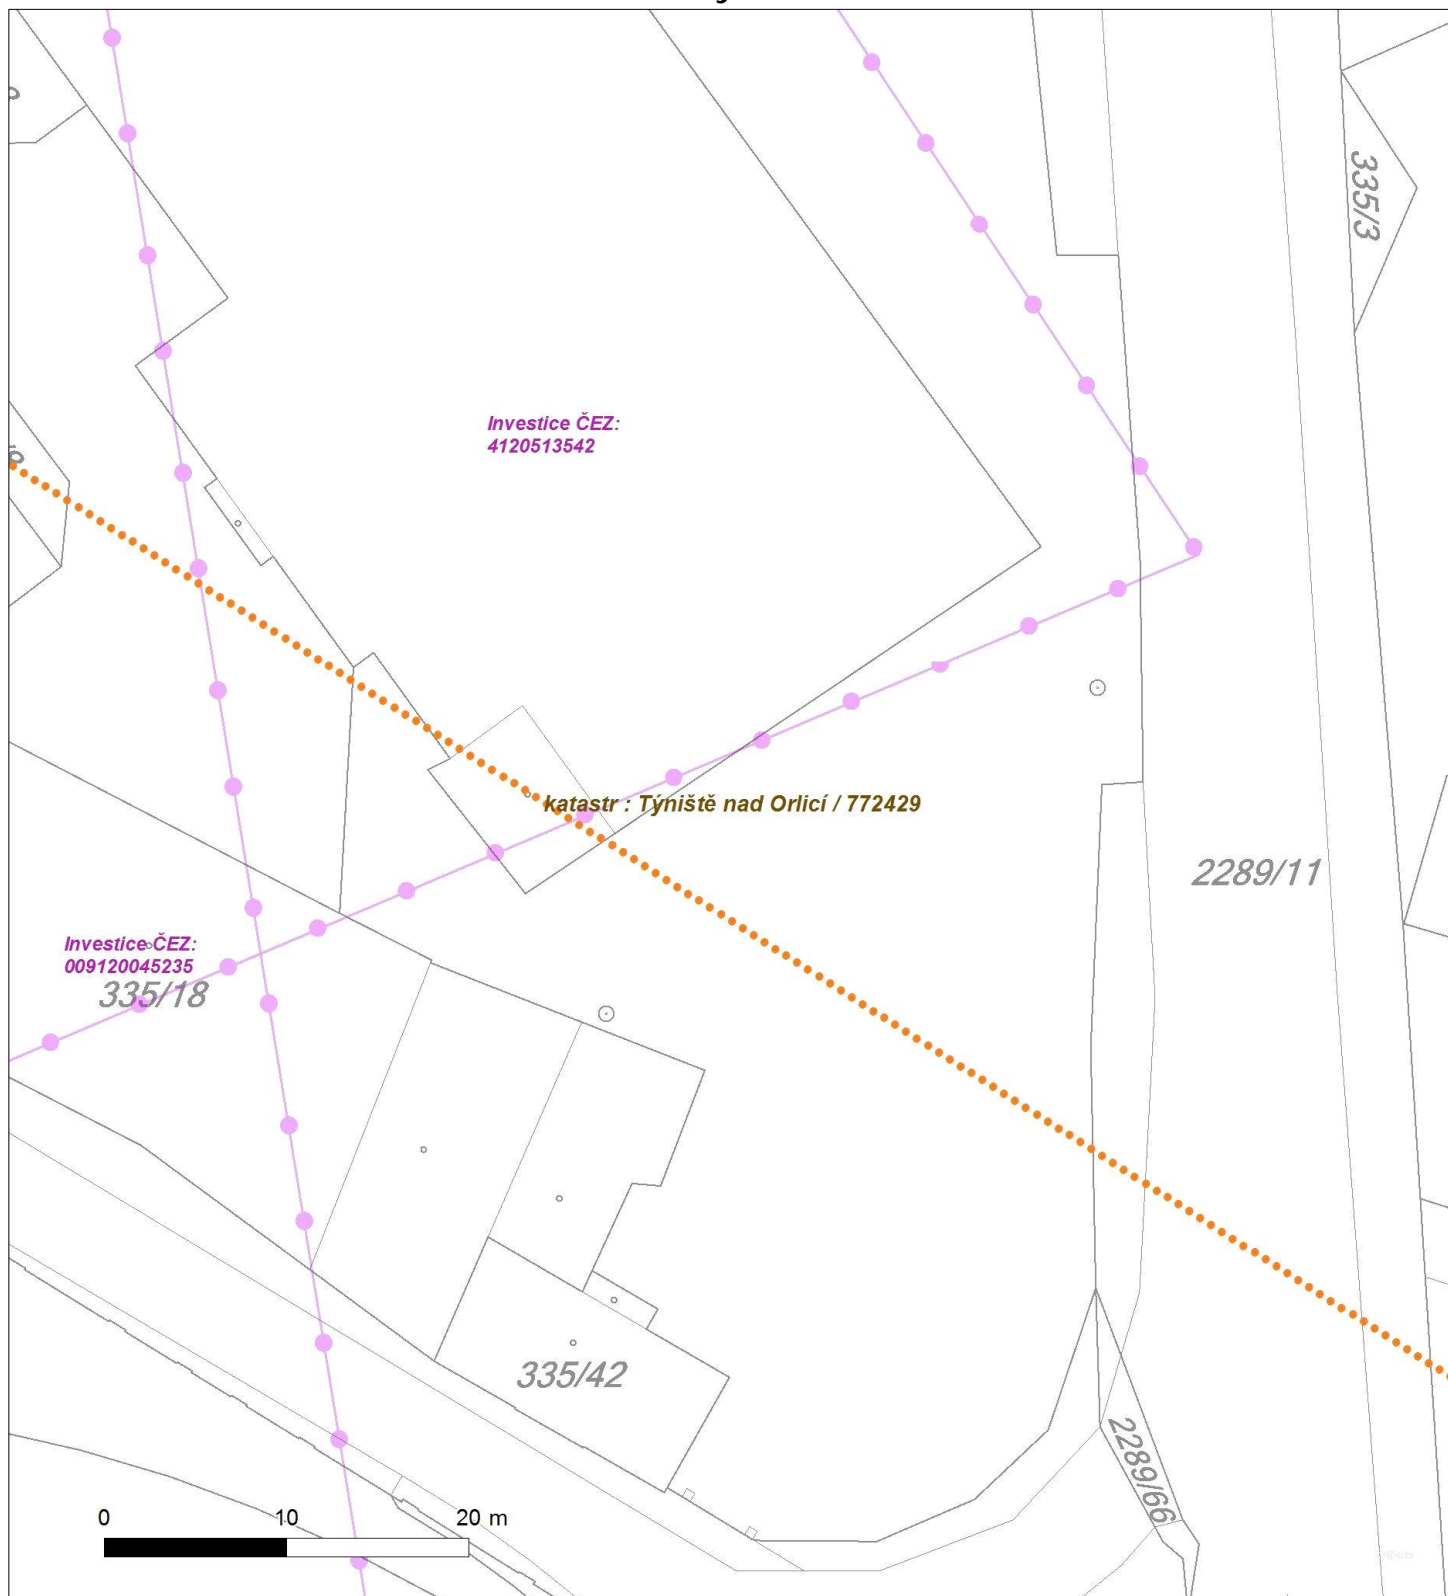 335/3
Investice ČEZ:
4120513542
katastr : Týniště nad Orlicí / 772429
2289/11
Investice ČEZ:
009120045235
335/18
335/42
2289/66
0 10 20 m